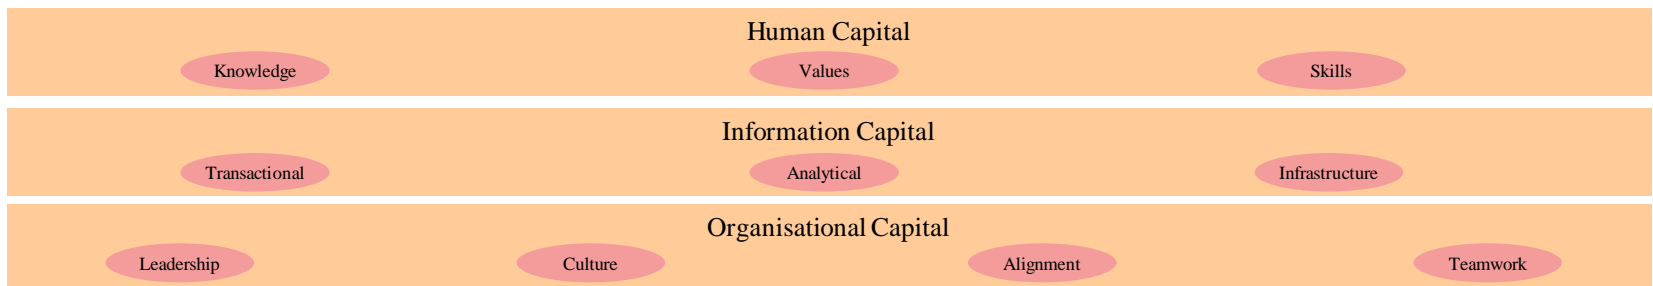 Human Capital
Knowledge Values Skills
Information Capital
Transactional Analytical Infrastructure
Organisational Capital
Leadership Culture Alignment Teamwork